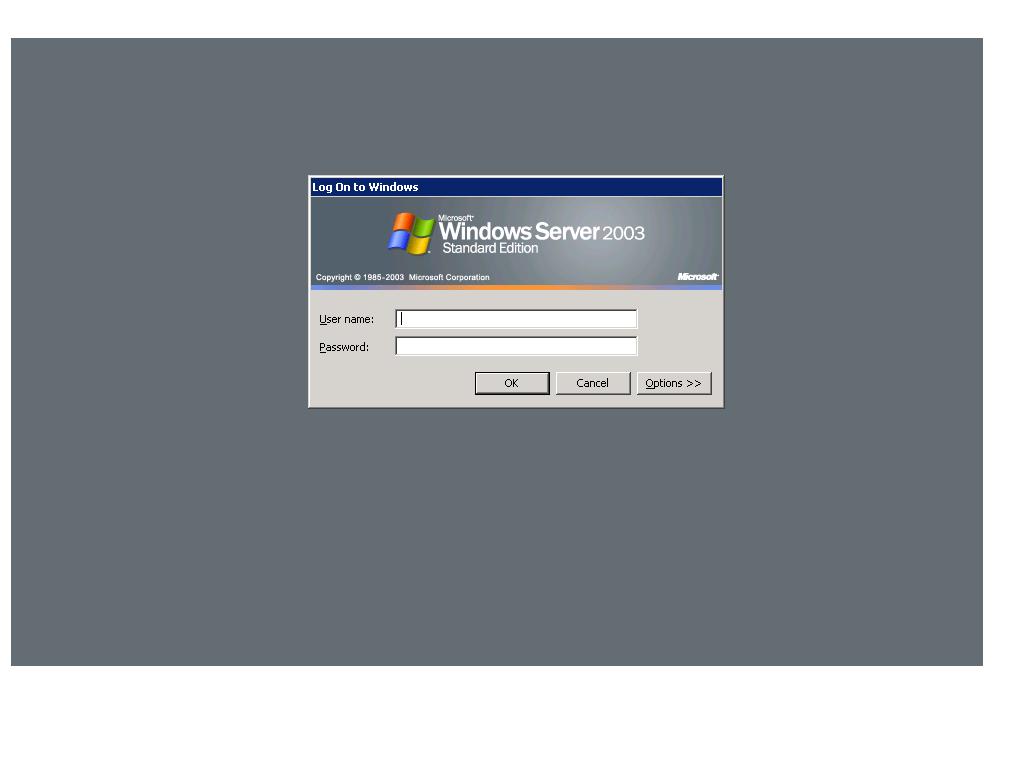 Log On to Windows
Microsoft
Windows Server 2003
Standard Edition
Copyright © 1985-2003 Microsoft Corporation
Microsoft
User name:
Password:
OK Cancel Options >>